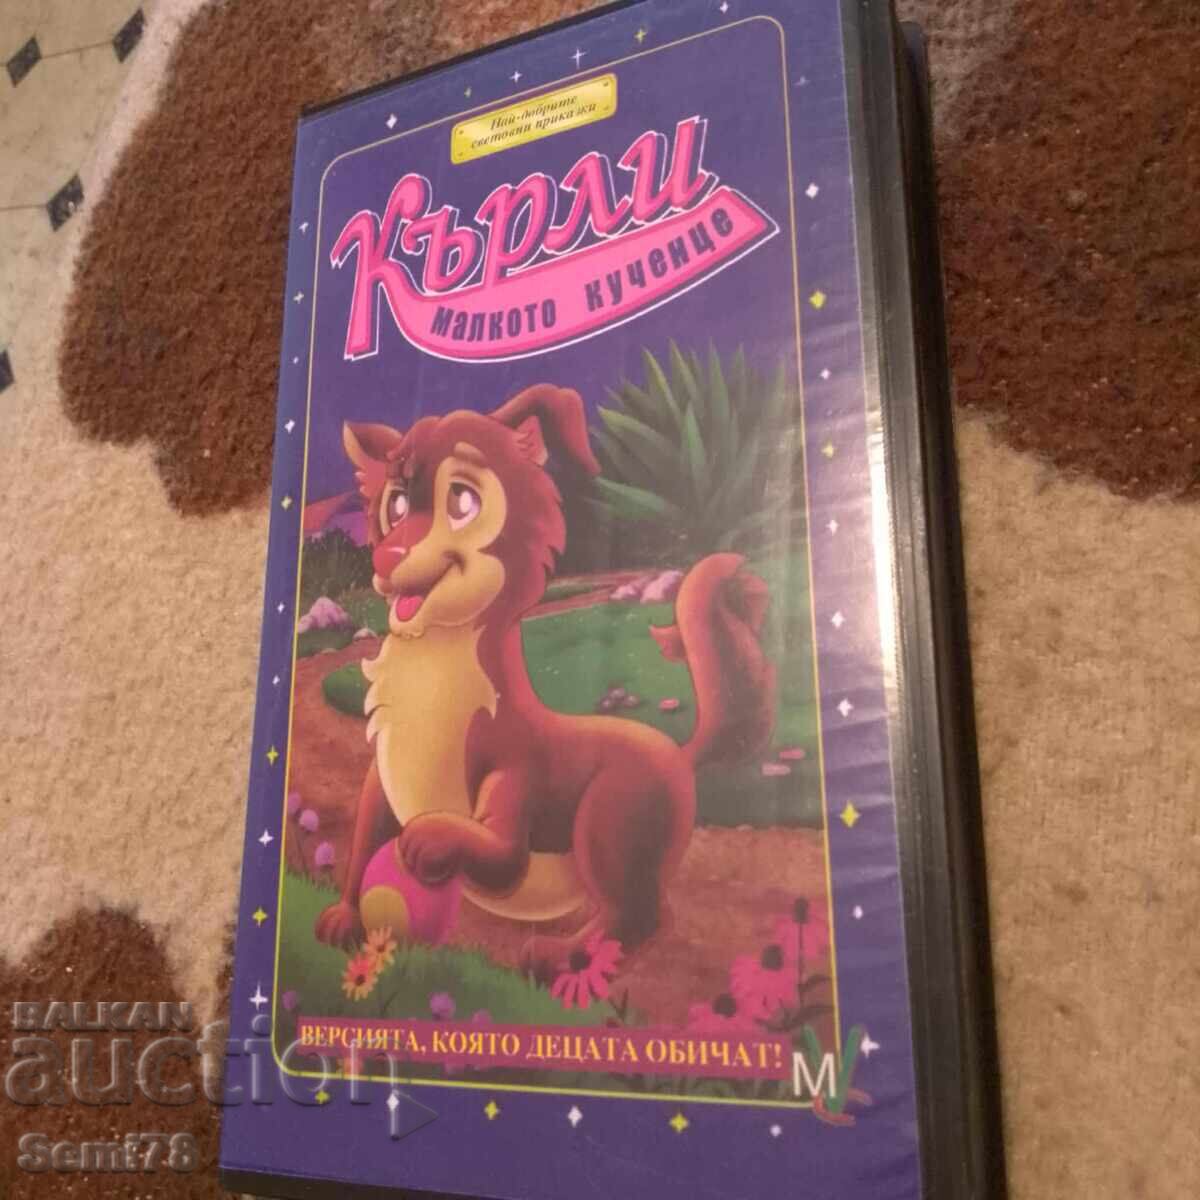 Най-добрите
световни приказки
Кърли
малкото кученце
ВЕРСИЯТА, КОЯТО ДЕЦАТА ОБИЧАТ!
M
BALKAN
auction
Semi78